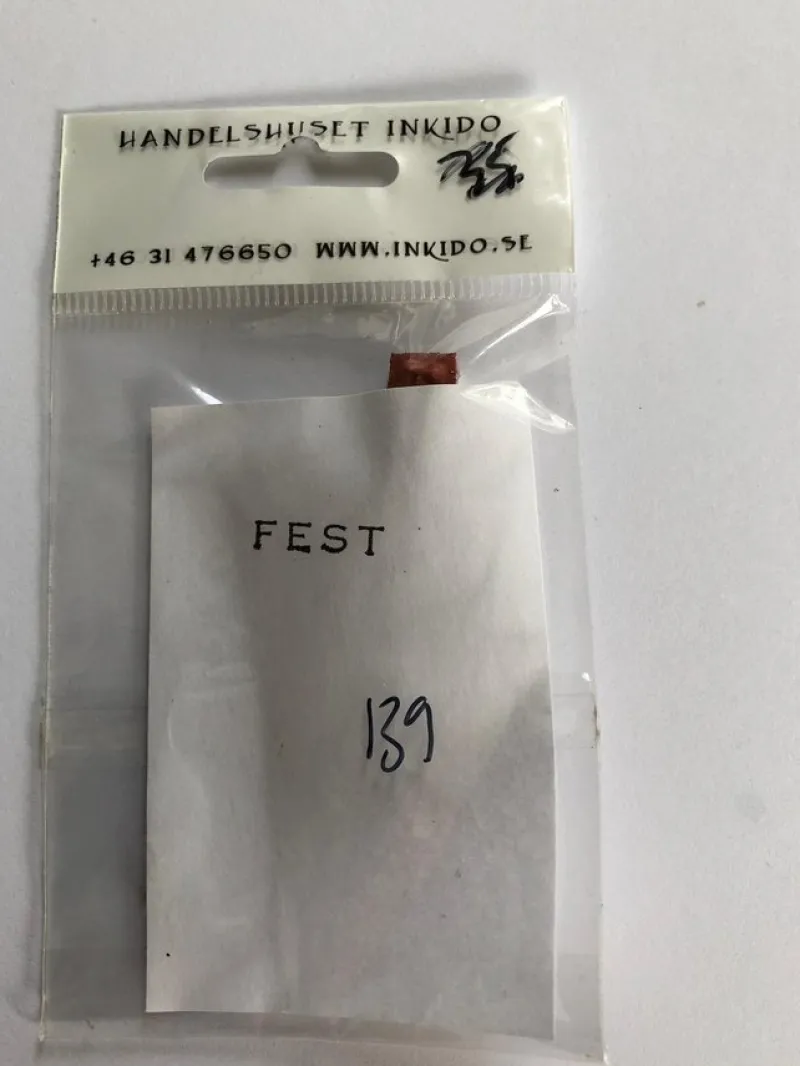 HANDELSHUSET INKIDO
+46 31 476650 WWW.INKIDO.SE
FEST
139